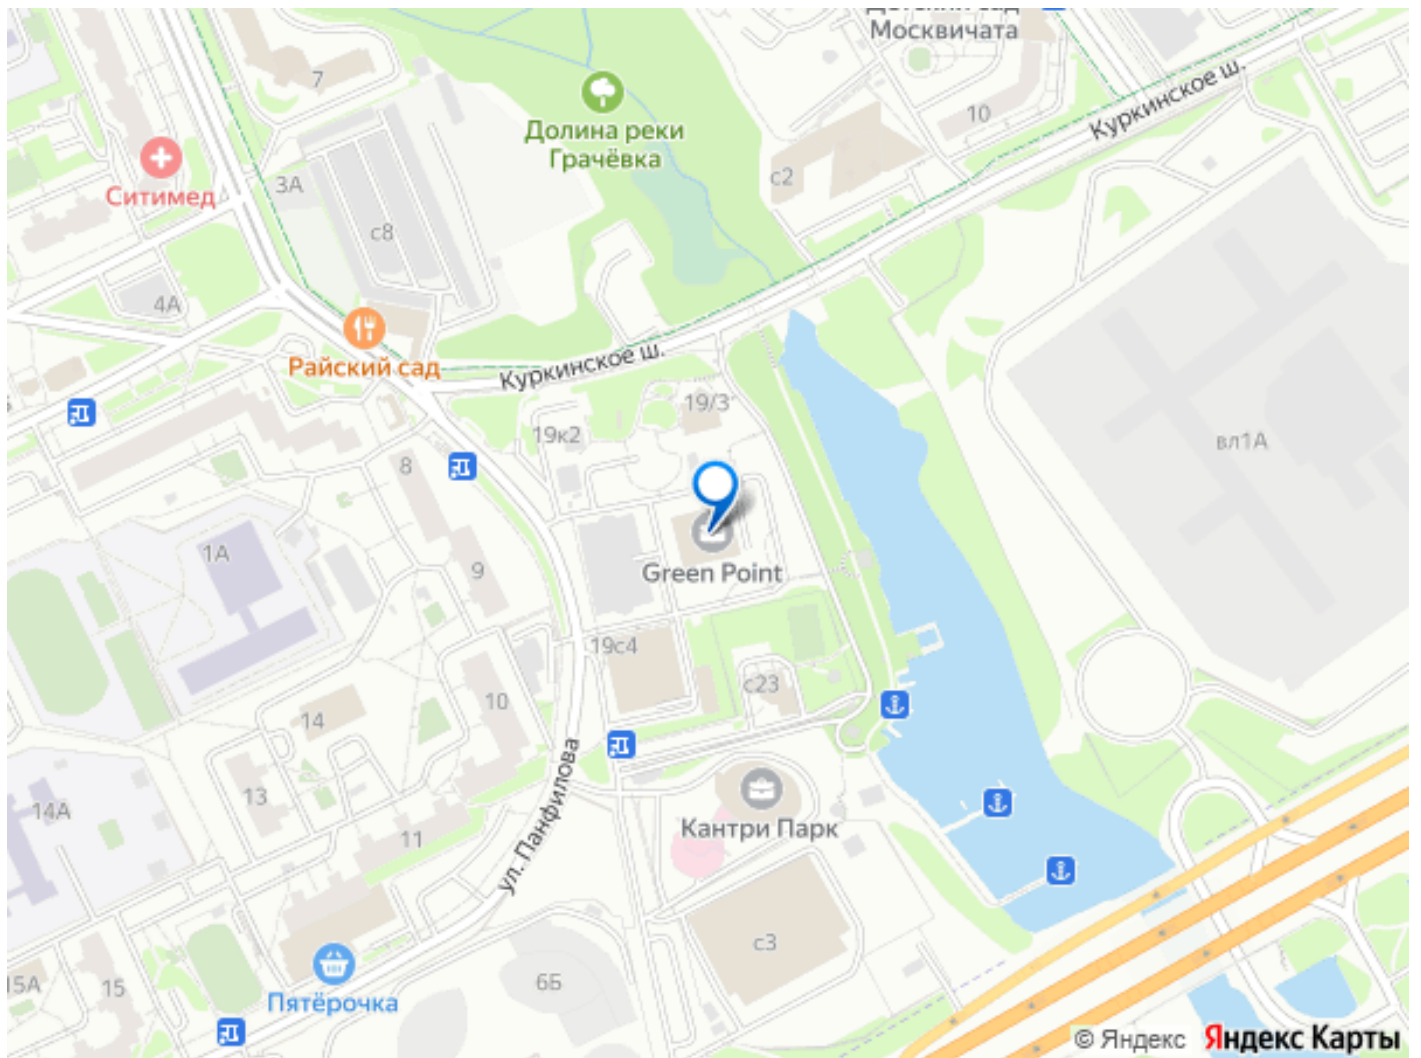 Москвичата
7
10
Куркинское ш.
Долина реки
Грачёвка
Ситимед
3А
с2
с8
4А
Райский сад
Куркинское ш.
19/3
19к2
вл1А
8
1А
9
Green Point
19с4
с23
10
14
ул. Панфилова
13
14А
11
Кантри Парк
с3
6Б
15А
15
Пятёрочка
© Яндекс Яндекс Карты